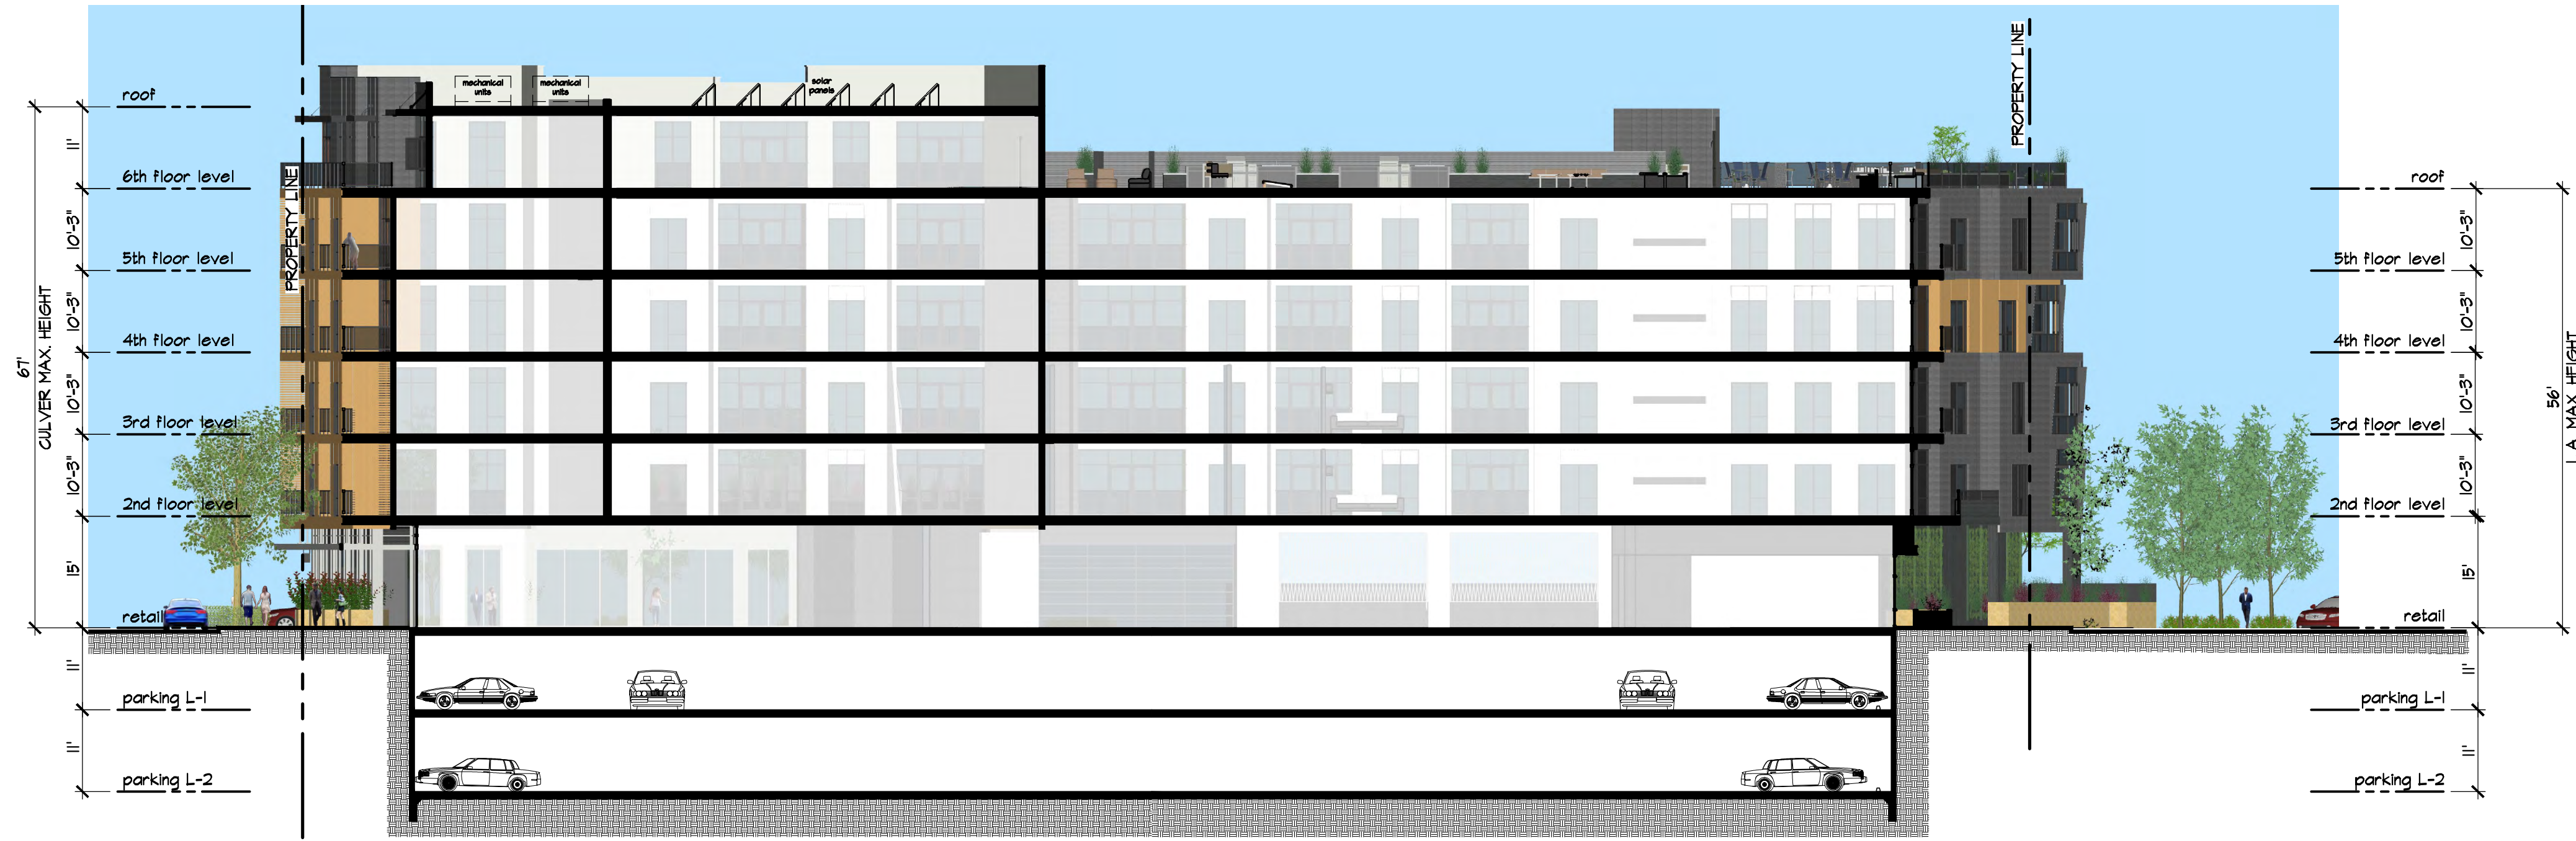 mechanical
units
mechanical
units
solar
panels
PROPERTY LINE
PROPERTY LINE
67'
CULVER MAX. HEIGHT
roof
11'
6th floor level
10'-3"
5th floor level
10'-3"
4th floor level
10'-3"
3rd floor level
10'-3"
2nd floor level
15'
retail
11'
parking L-1
11'
parking L-2
roof
10'-3"
5th floor level
10'-3"
4th floor level
10'-3"
3rd floor level
10'-3"
2nd floor level
15'
retail
11'
parking L-1
11'
parking L-2
56'
L.A. MAX. HEIGHT